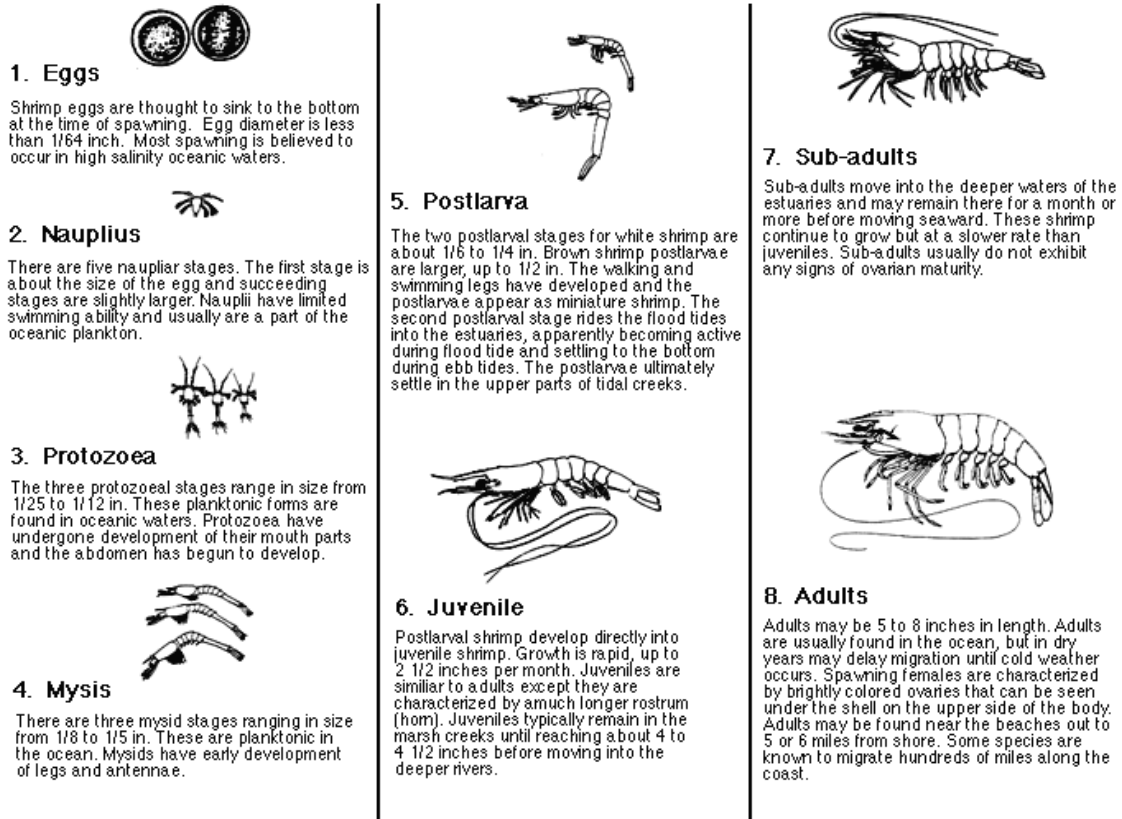 1. Eggs
Shrimp eggs are thought to sink to the bottom
at the time of spawning. Egg diameter is less
than 1/64 inch. Most spawning is believed to
occur in high salinity oceanic waters.
2. Nauplius
There are five naupliar stages. The first stage is
about the size of the egg and succeeding
stages are slightly larger. Nauplii have limited
swimming ability and usually are a part of the
oceanic plankton.
3. Protozoea
The three protozoeal stages range in size from
1/25 to 1/12 in. These planktonic forms are
found in oceanic waters. Protozoea have
undergone development of their mouth parts
and the abdomen has begun to develop.
4. Mysis
There are three mysid stages ranging in size
from 1/8 to 1/5 in. These are planktonic in
the ocean. Mysids have early development
of legs and antennae.
5. Postlarva
The two postlarval stages for white shrimp are
about 1/6 to 1/4 in. Brown shrimp postlarvae
are larger, up to 1/2 in. The walking and
swimming legs have developed and the
postlarvae appear as miniature shrimp. The
second postlarval stage rides the flood tides
into the estuaries, apparently becoming active
during flood tide and settling to the bottom
during ebb tides. The postlarvae ultimately
settle in the upper parts of tidal creeks.
6. Juvenile
Postlarval shrimp develop directly into
juvenile shrimp. Growth is rapid, up to
2 1/2 inches per month. Juveniles are
similiar to adults except they are
characterized by amuch longer rostrum
(horn). Juveniles typically remain in the
marsh creeks until reaching about 4 to
4 1/2 inches before moving into the
deeper rivers.
7. Sub-adults
Sub-adults move into the deeper waters of the
estuaries and may remain there for a month or
more before moving seaward. These shrimp
continue to grow but at a slower rate than
juveniles. Sub-adults usually do not exhibit
any signs of ovarian maturity.
8. Adults
Adults may be 5 to 8 inches in length. Adults
are usually found in the ocean, but in dry
years may delay migration until cold weather
occurs. Spawning females are characterized
by brightly colored ovaries that can be seen
under the shell on the upper side of the body.
Adults may be found near the beaches out to
5 or 6 miles from shore. Some species are
known to migrate hundreds of miles along the
coast.